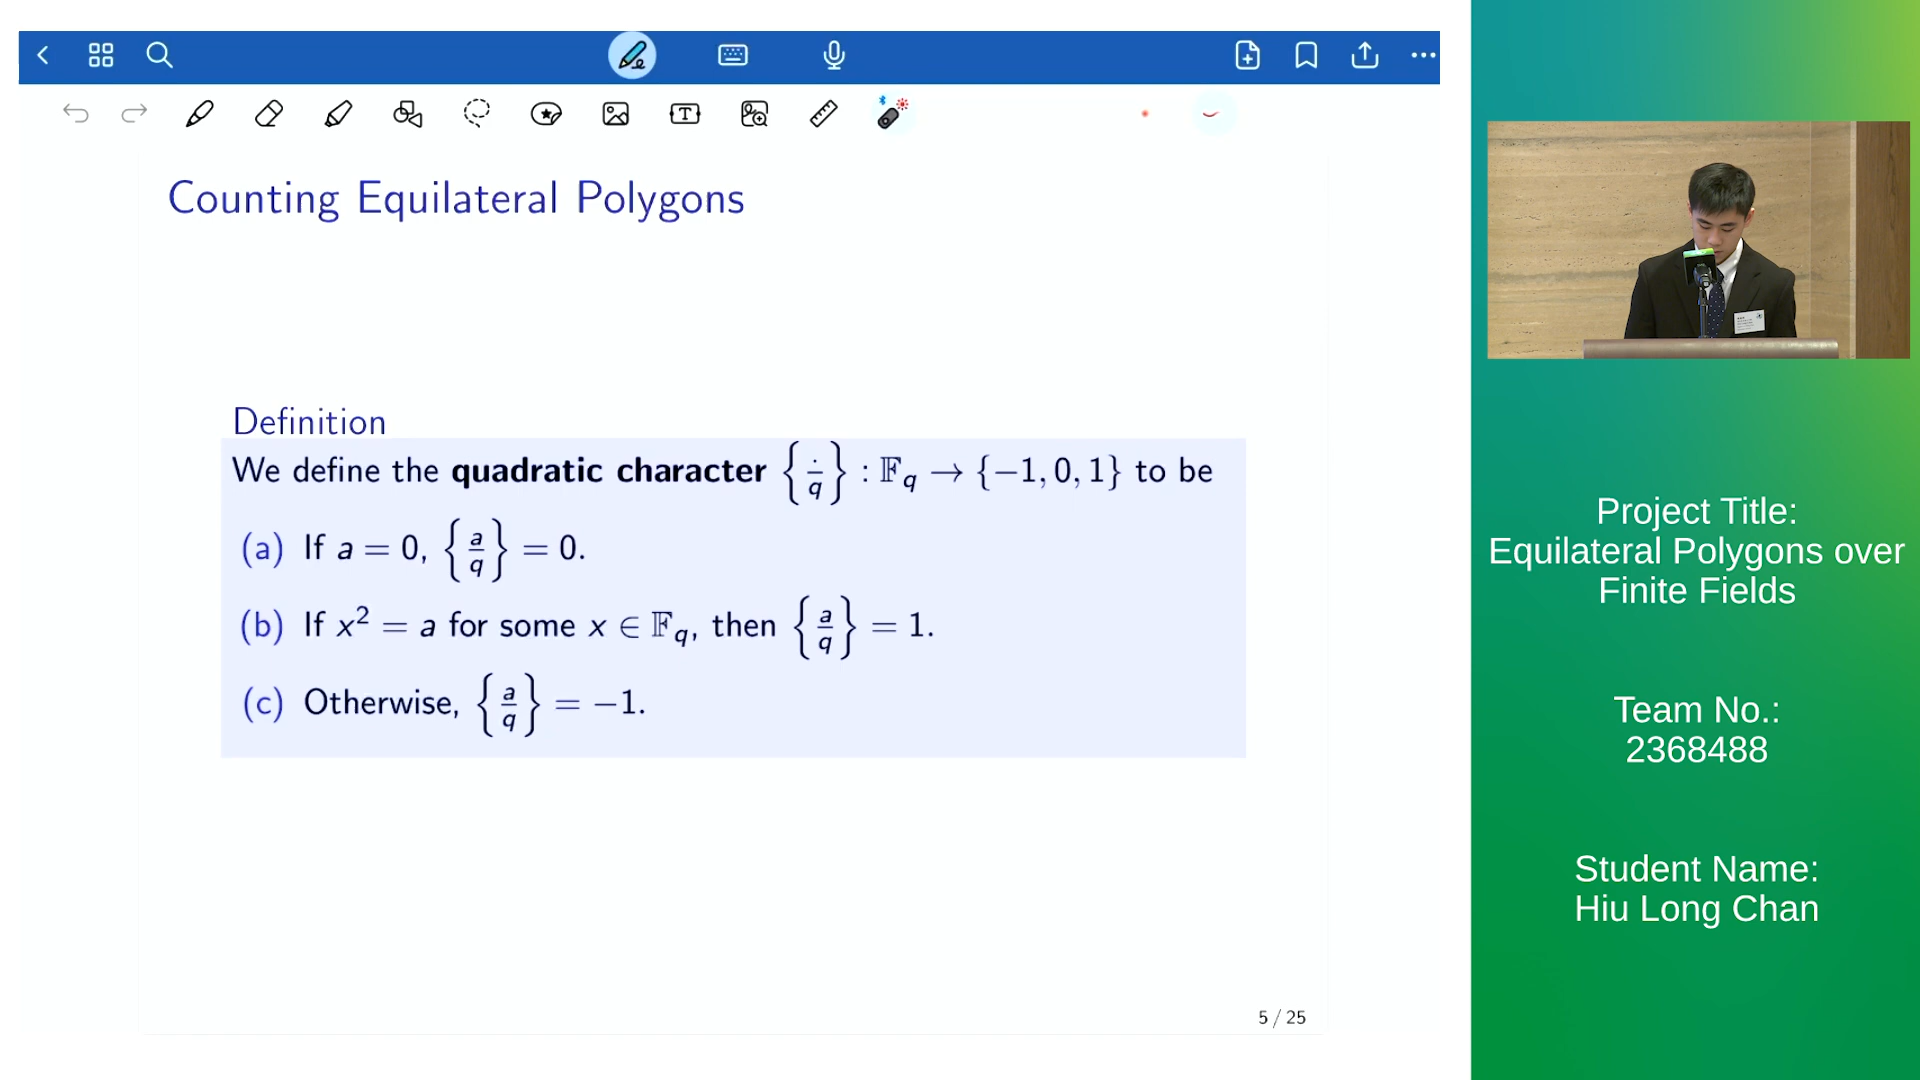 Counting Equilateral Polygons
Definition
We define the quadratic character {·/q} : 𝔽_q → {−1, 0, 1} to be
(a) If a = 0, {a/q} = 0.
(b) If x² = a for some x ∈ 𝔽_q, then {a/q} = 1.
(c) Otherwise, {a/q} = −1.
5 / 25
Project Title:
Equilateral Polygons over
Finite Fields
Team No.:
2368488
Student Name:
Hiu Long Chan